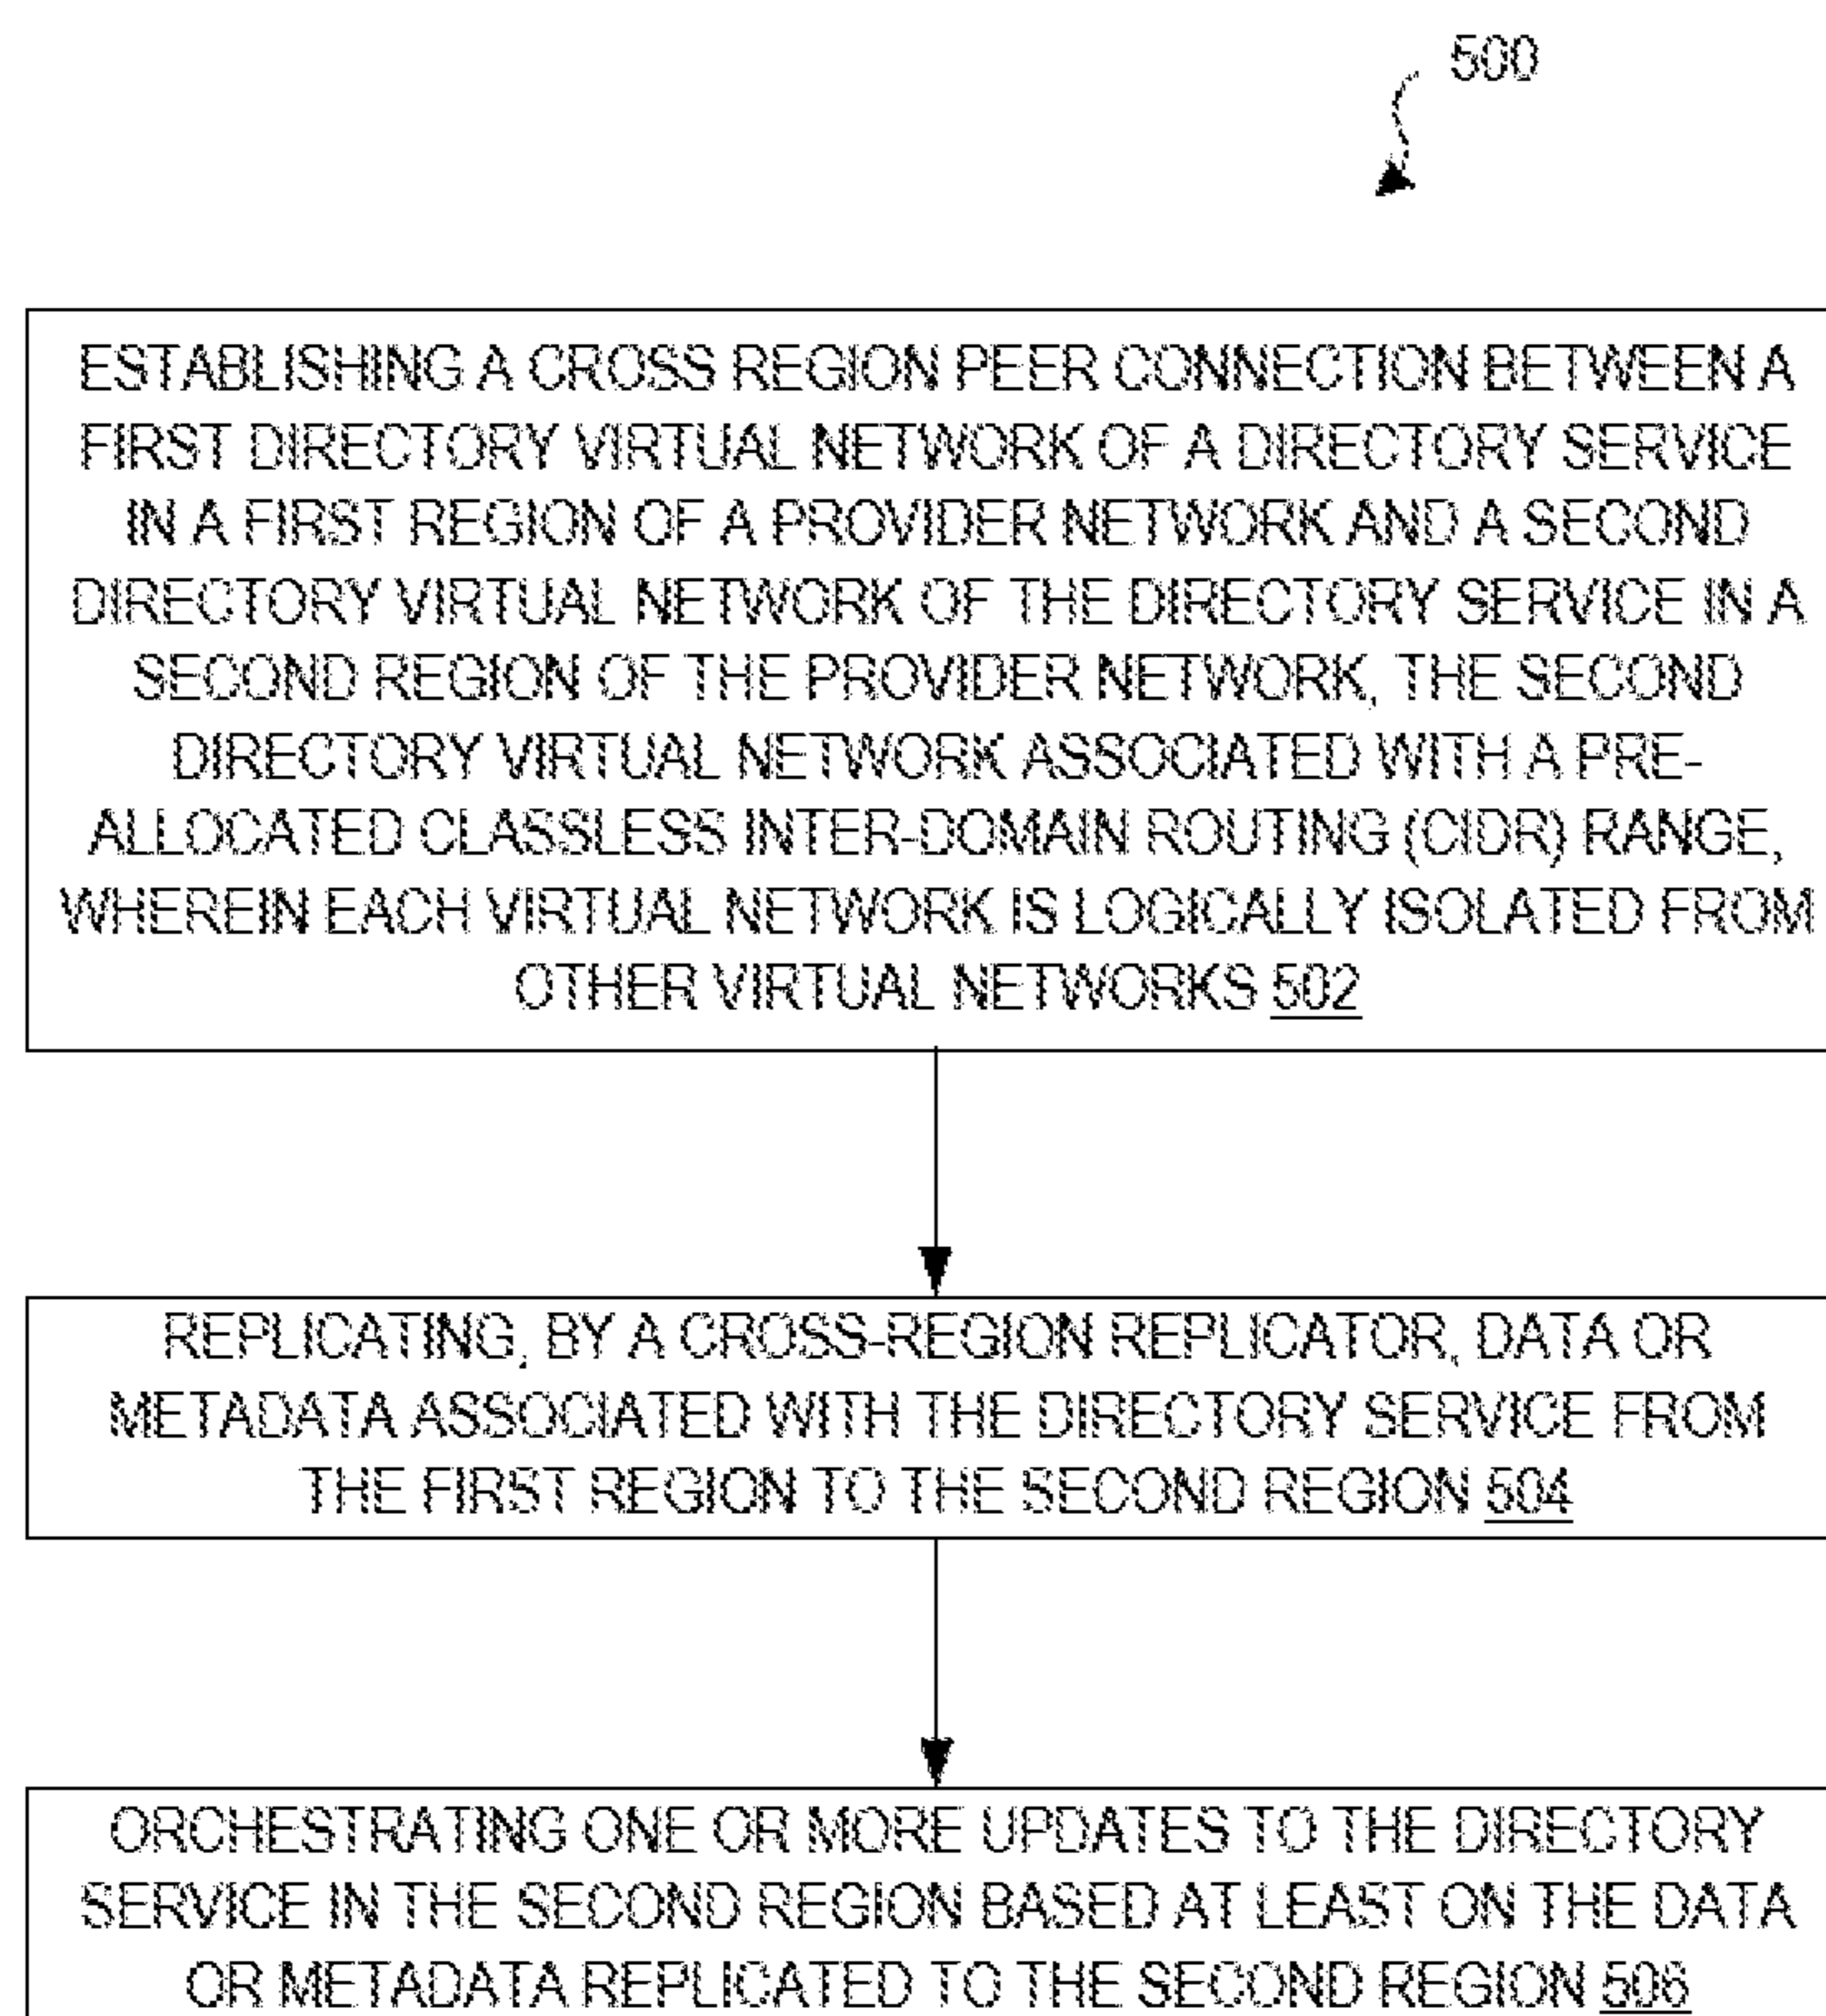 500
ESTABLISHING A CROSS REGION PEER CONNECTION BETWEEN A
FIRST DIRECTORY VIRTUAL NETWORK OF A DIRECTORY SERVICE
IN A FIRST REGION OF A PROVIDER NETWORK AND A SECOND
DIRECTORY VIRTUAL NETWORK OF THE DIRECTORY SERVICE IN A
SECOND REGION OF THE PROVIDER NETWORK, THE SECOND
DIRECTORY VIRTUAL NETWORK ASSOCIATED WITH A PRE-
ALLOCATED CLASSLESS INTER-DOMAIN ROUTING (CIDR) RANGE,
WHEREIN EACH VIRTUAL NETWORK IS LOGICALLY ISOLATED FROM
OTHER VIRTUAL NETWORKS 502
REPLICATING, BY A CROSS-REGION REPLICATOR, DATA OR
METADATA ASSOCIATED WITH THE DIRECTORY SERVICE FROM
THE FIRST REGION TO THE SECOND REGION 504
ORCHESTRATING ONE OR MORE UPDATES TO THE DIRECTORY
SERVICE IN THE SECOND REGION BASED AT LEAST ON THE DATA
OR METADATA REPLICATED TO THE SECOND REGION 506